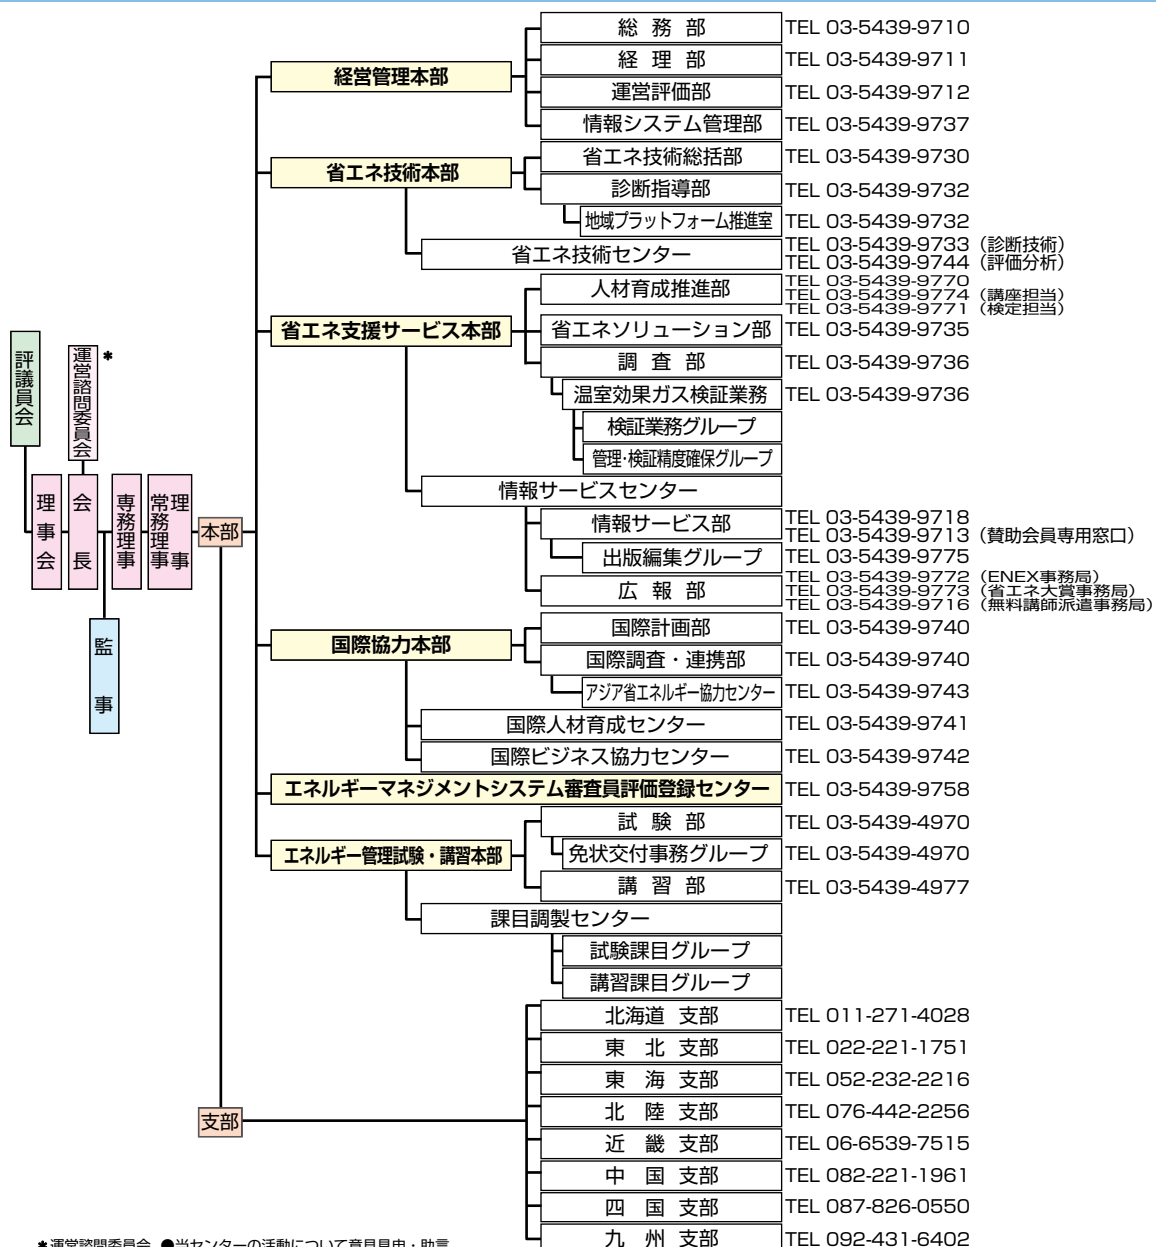 評議員会
運営諮問委員会
*
理事会
会長
専務理事
常務理事
理事
監事
本部
支部
経営管理本部
総務部 TEL 03-5439-9710
経理部 TEL 03-5439-9711
運営評価部 TEL 03-5439-9712
情報システム管理部 TEL 03-5439-9737
省エネ技術本部
省エネ技術総括部 TEL 03-5439-9730
診断指導部 TEL 03-5439-9732
地域プラットフォーム推進室 TEL 03-5439-9732
省エネ技術センター TEL 03-5439-9733（診断技術）
TEL 03-5439-9744（評価分析）
省エネ支援サービス本部
人材育成推進部 TEL 03-5439-9770
TEL 03-5439-9774（講座担当）
TEL 03-5439-9771（検定担当）
省エネソリューション部 TEL 03-5439-9735
調査部 TEL 03-5439-9736
温室効果ガス検証業務 TEL 03-5439-9736
検証業務グループ
管理・検証精度確保グループ
情報サービスセンター
情報サービス部 TEL 03-5439-9718
TEL 03-5439-9713（賛助会員専用窓口）
出版編集グループ TEL 03-5439-9775
広報部 TEL 03-5439-9772（ENEX事務局）
TEL 03-5439-9773（省エネ大賞事務局）
TEL 03-5439-9716（無料講師派遣事務局）
国際協力本部
国際計画部 TEL 03-5439-9740
国際調査・連携部 TEL 03-5439-9740
アジア省エネルギー協力センター TEL 03-5439-9743
国際人材育成センター TEL 03-5439-9741
国際ビジネス協力センター TEL 03-5439-9742
エネルギーマネジメントシステム審査員評価登録センター TEL 03-5439-9758
エネルギー管理試験・講習本部
試験部 TEL 03-5439-4970
免状交付事務グループ TEL 03-5439-4970
講習部 TEL 03-5439-4977
課目調製センター
試験課目グループ
講習課目グループ
北海道 支部 TEL 011-271-4028
東北 支部 TEL 022-221-1751
東海 支部 TEL 052-232-2216
北陸 支部 TEL 076-442-2256
近畿 支部 TEL 06-6539-7515
中国 支部 TEL 082-221-1961
四国 支部 TEL 087-826-0550
九州 支部 TEL 092-431-6402
*運営諮問委員会 ●当センターの活動について意見具申・助言